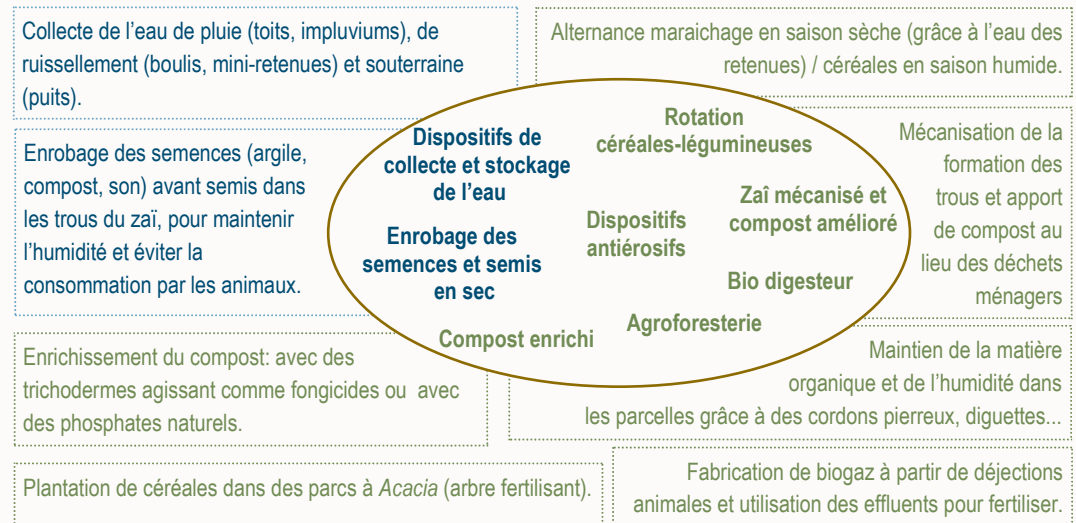 Collecte de l'eau de pluie (toits, impluviums), de
ruissellement (boulis, mini-retenues) et souterraine
(puits).
Alternance maraichage en saison sèche (grâce à l'eau des
retenues) / céréales en saison humide.
Enrobage des semences (argile,
compost, son) avant semis dans
les trous du zaï, pour maintenir
l'humidité et éviter la
consommation par les animaux.
Dispositifs de
collecte et stockage
de l'eau
Rotation
céréales-légumineuses
Enrobage des
semences et semis
en sec
Dispositifs
antiérosifs
Zaî mécanisé et
compost amélioré
Bio digesteur
Compost enrichi
Agroforesterie
Mécanisation de la
formation des
trous et apport
de compost au
lieu des déchets
ménagers
Enrichissement du compost: avec des
trichodermes agissant comme fongicides ou avec
des phosphates naturels.
Maintien de la matière
organique et de l'humidité dans
les parcelles grâce à des cordons pierreux, diguettes...
Plantation de céréales dans des parcs à Acacia (arbre fertilisant).
Fabrication de biogaz à partir de déjections
animales et utilisation des effluents pour fertiliser.